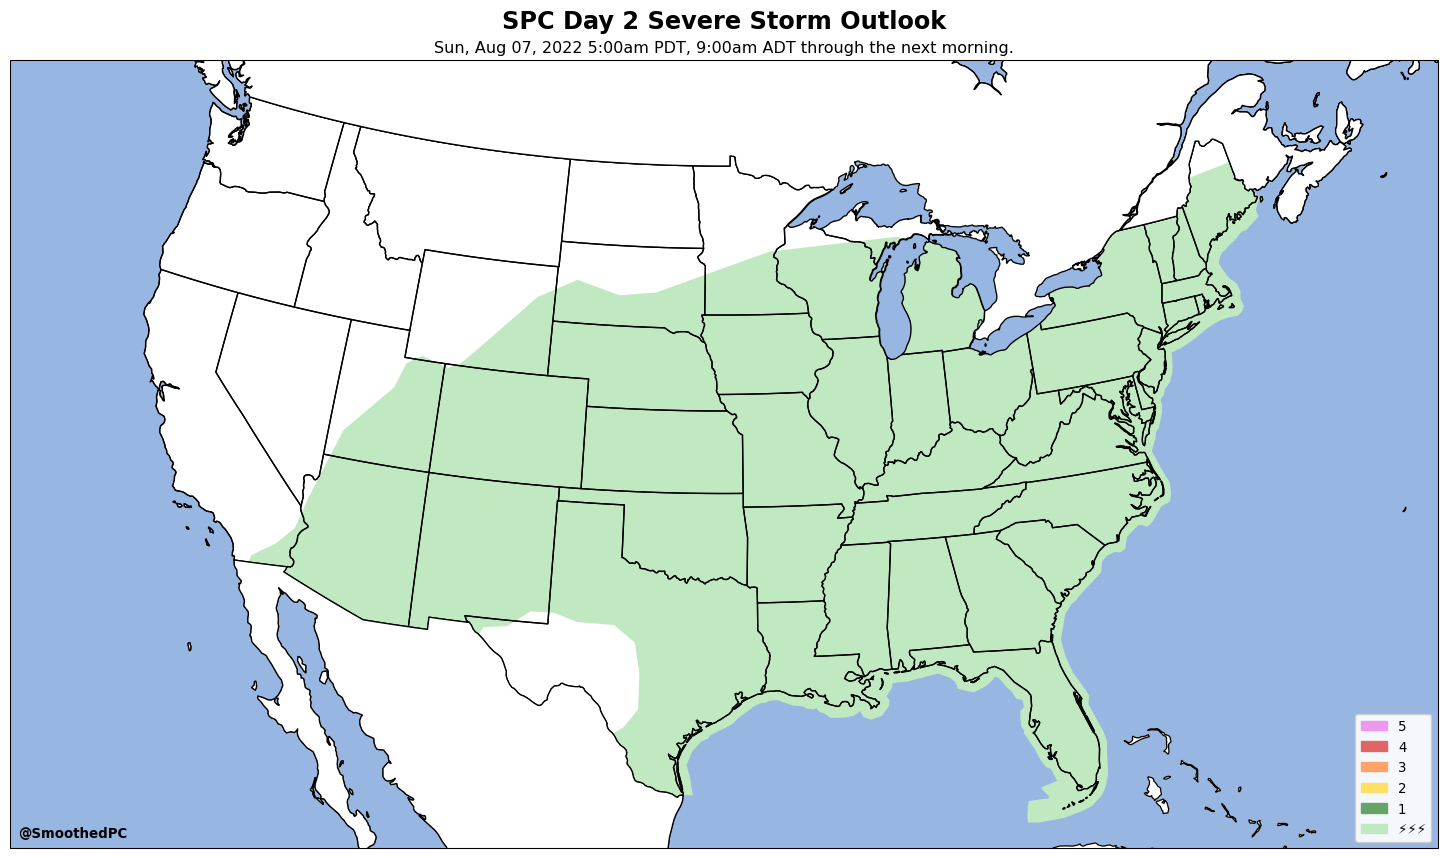 SPC Day 2 Severe Storm Outlook
Sun, Aug 07, 2022 5:00am PDT, 9:00am ADT through the next morning.
5
4
3
2
1
⚡⚡⚡
@SmoothedPC